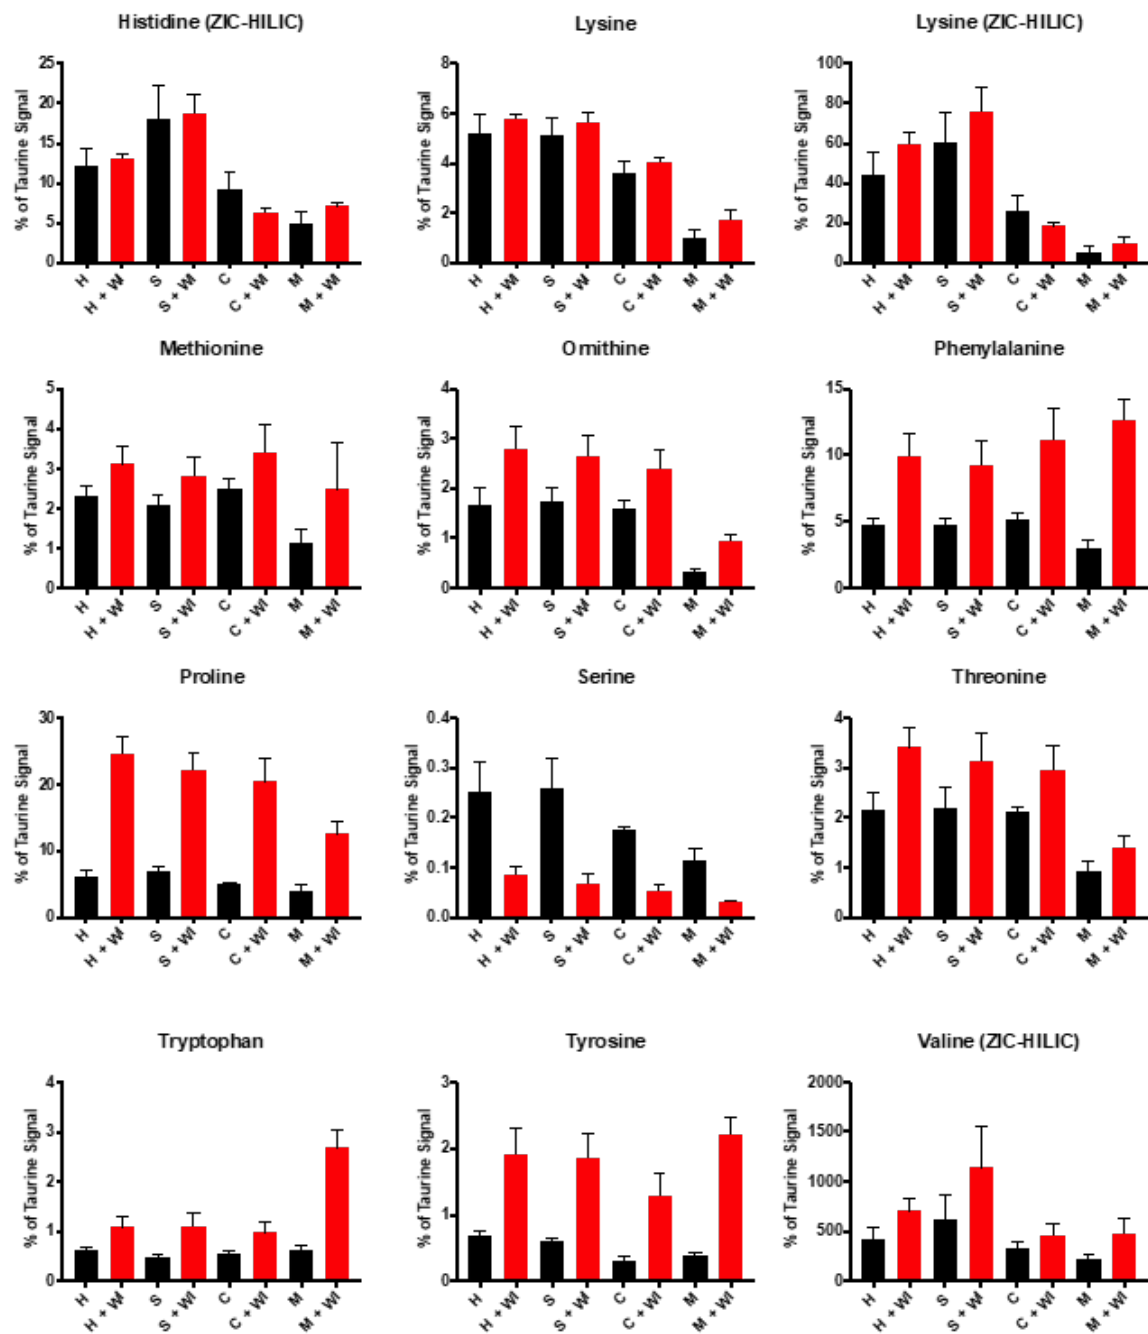 Histidine (ZIC-HILIC)
% of Taurine Signal
25
20
15
10
5
0
H
H + WI
S
S + WI
C
C + WI
M
M + WI
Lysine
% of Taurine Signal
8
6
4
2
0
H
H + WI
S
S + WI
C
C + WI
M
M + WI
Lysine (ZIC-HILIC)
% of Taurine Signal
100
80
60
40
20
0
H
H + WI
S
S + WI
C
C + WI
M
M + WI
Methionine
% of Taurine Signal
5
4
3
2
1
0
H
H + WI
S
S + WI
C
C + WI
M
M + WI
Ornithine
% of Taurine Signal
4
3
2
1
0
H
H + WI
S
S + WI
C
C + WI
M
M + WI
Phenylalanine
% of Taurine Signal
15
10
5
0
H
H + WI
S
S + WI
C
C + WI
M
M + WI
Proline
% of Taurine Signal
30
20
10
0
H
H + WI
S
S + WI
C
C + WI
M
M + WI
Serine
% of Taurine Signal
0.4
0.3
0.2
0.1
0.0
H
H + WI
S
S + WI
C
C + WI
M
M + WI
Threonine
% of Taurine Signal
4
3
2
1
0
H
H + WI
S
S + WI
C
C + WI
M
M + WI
Tryptophan
% of Taurine Signal
4
3
2
1
0
H
H + WI
S
S + WI
C
C + WI
M
M + WI
Tyrosine
% of Taurine Signal
3
2
1
0
H
H + WI
S
S + WI
C
C + WI
M
M + WI
Valine (ZIC-HILIC)
% of Taurine Signal
2000
1500
1000
500
0
H
H + WI
S
S + WI
C
C + WI
M
M + WI